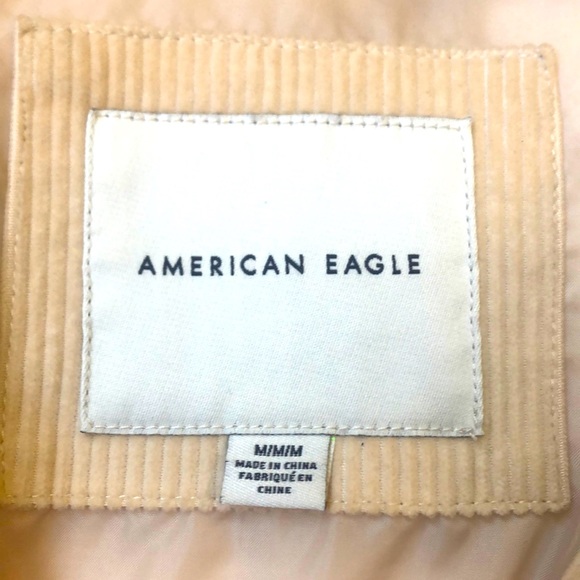 AMERICAN EAGLE
M/M/M
MADE IN CHINA
FABRIQUÉ EN
CHINE